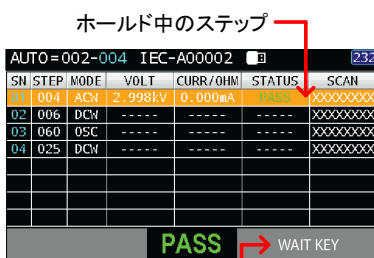 ホールド中のステップ
AUTO=002-004 IEC-A00002 232
SN STEP MODE VOLT CURR/OHM STATUS SCAN
01 004 ACW 2.998kV 0.000mA PASS XXXXXXXX
02 006 DCW ----- ----- ----- XXXXXXXX
03 060 OSC ----- ----- ----- XXXXXXXX
04 025 DCW ----- ----- ----- XXXXXXXX
PASS WAIT KEY